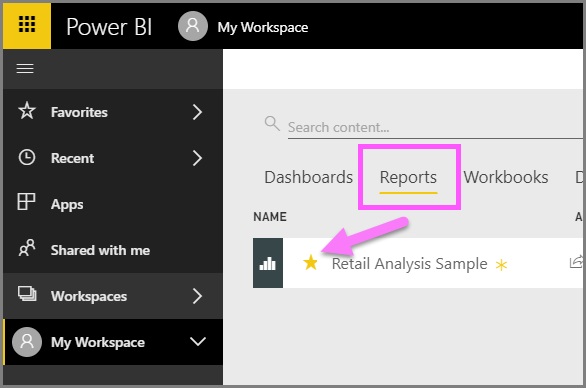 Power BI
My Workspace
Favorites
Recent
Apps
Shared with me
Workspaces
My Workspace
Search content...
Dashboards Reports Workbooks D
NAME A
Retail Analysis Sample